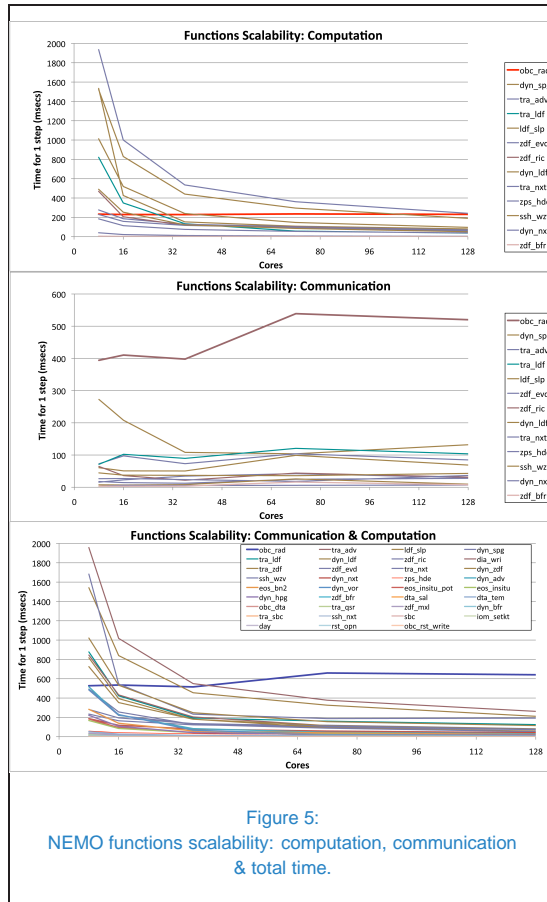 Functions Scalability: Computation
Time for 1 step (msecs)
2000
1800
1600
1400
1200
1000
800
600
400
200
0
0 16 32 48 64 80 96 112 128
Cores
obc_rad
dyn_sp
tra_adv
tra_ldf
ldf_slp
zdf_evd
zdf_ric
dyn_ldf
tra_nxt
zps_hde
ssh_wz
dyn_nx
zdf_bfr
Functions Scalability: Communication
Time for 1 step (msecs)
600
500
400
300
200
100
0
0 16 32 48 64 80 96 112 128
Cores
obc_rad
dyn_sp
tra_adv
tra_ldf
ldf_slp
zdf_evd
zdf_ric
dyn_ldf
tra_nxt
zps_hd
ssh_wz
dyn_nx
zdf_bfr
Functions Scalability: Communication & Computation
Time for 1 step (msecs)
2000
1800
1600
1400
1200
1000
800
600
400
200
0
obc_rad tra_adv ldf_slp dyn_spg
tra_ldf dyn_ldf zdf_ric dia_wri
tra_zdf zdf_evd tra_nxt dyn_zdf
ssh_wzv dyn_nxt zps_hde dyn_adv
eos_bn2 dyn_vor eos_insitu_pot eos_insitu
dyn_hpg zdf_bfr dta_sal dta_tem
obc_dta tra_qsr zdf_mxl dyn_bfr
tra_sbc ssh_nxt sbc iom_setkt
day rst_opn obc_rst_write
0 16 32 48 64 80 96 112 128
Cores
Figure 5:
NEMO functions scalability: computation, communication
& total time.